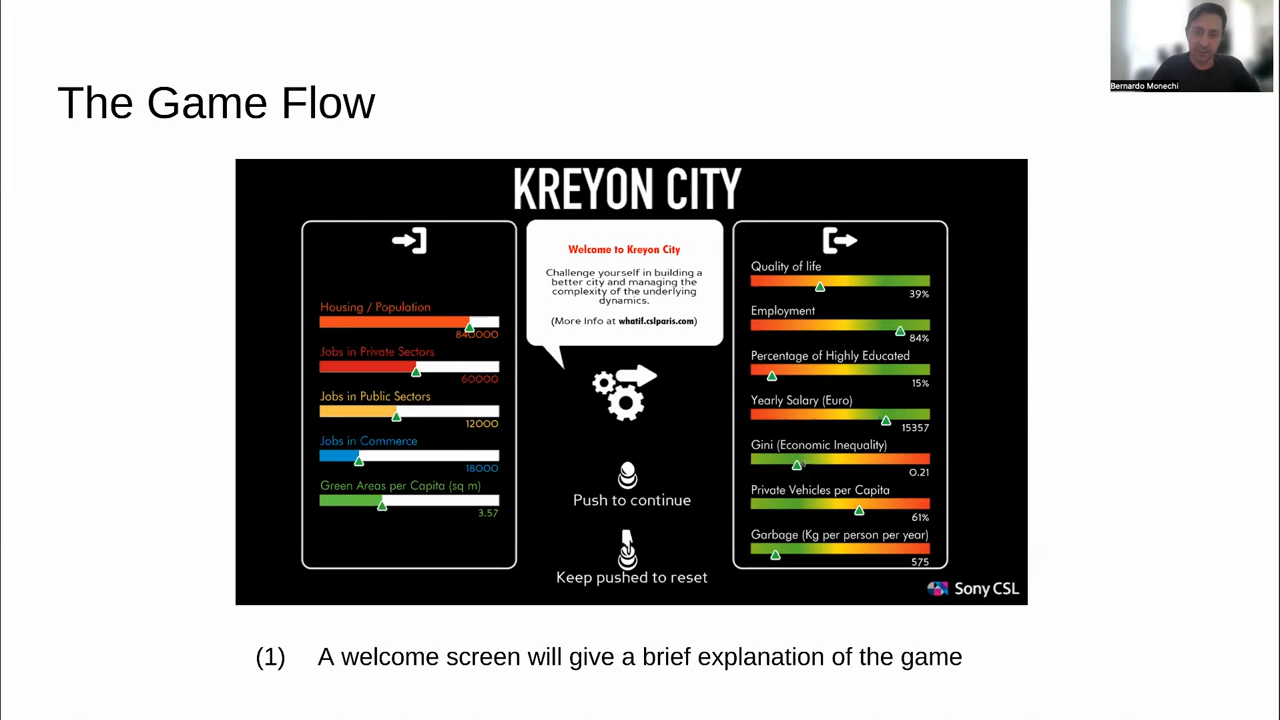 Bernardo Monechi
The Game Flow
KREYON CITY
Housing / Population
840000
Jobs in Private Sectors
60000
Jobs in Public Sectors
12000
Jobs in Commerce
18000
Green Areas per Capita (sq m)
3.57
Welcome to Kreyon City
Challenge yourself in building a
better city and managing the
complexity of the underlying
dynamics.
(More Info at whatif.cslparis.com)
Push to continue
Keep pushed to reset
Quality of life
39%
Employment
84%
Percentage of Highly Educated
15%
Yearly Salary (Euro)
15357
Gini (Economic Inequality)
0.21
Private Vehicles per Capita
61%
Garbage (Kg per person per year)
575
Sony CSL
(1) A welcome screen will give a brief explanation of the game